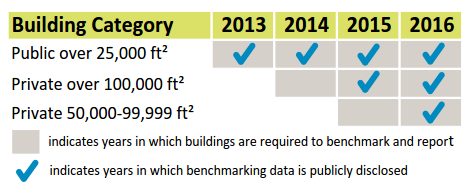 Building Category 2013 2014 2015 2016
Public over 25,000 ft²
Private over 100,000 ft²
Private 50,000-99,999 ft²
indicates years in which buildings are required to benchmark and report
indicates years in which benchmarking data is publicly disclosed